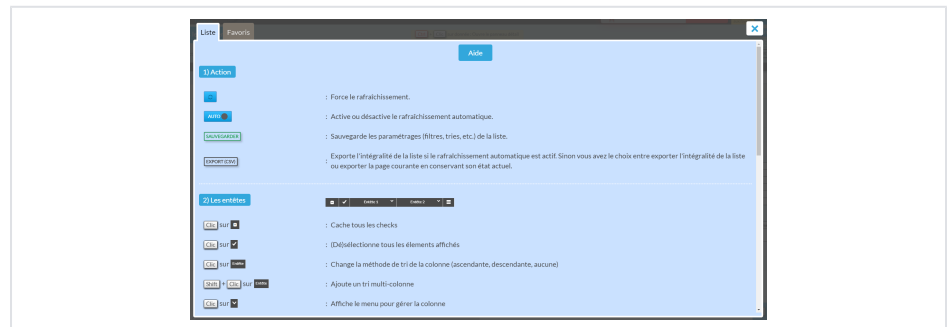 Liste Favoris
Aide
1) Action
: Force le rafraîchissement.
AUTO : Active ou désactive le rafraîchissement automatique.
SAUVEGARDER : Sauvegarde les paramétrages (filtres, tries, etc.) de la liste.
EXPORT (CSV) : Exporte l'intégralité de la liste si le rafraîchissement automatique est actif. Sinon vous avez le choix entre exporter l'intégralité de la liste
ou exporter la page courante en conservant son état actuel.
2) Les entêtes Entête 1 Entête 2
Clic sur : Cache tous les checks
Clic sur : (Dé)sélectionne tous les élements affichés
Clic sur Entête : Change la méthode de tri de la colonne (ascendante, descendante, aucune)
Shift + Clic sur Entête : Ajoute un tri multi-colonne
Clic sur : Affiche le menu pour gérer la colonne